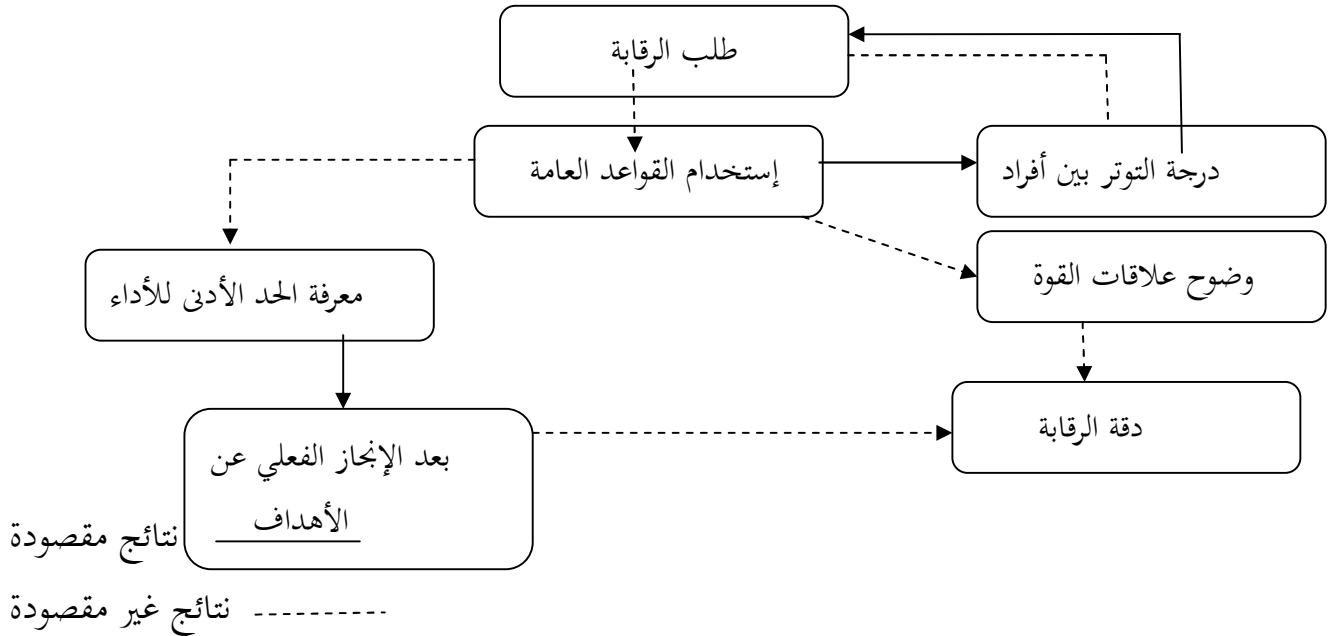 طلب الرقابة
إستخدام القواعد العامة
درجة التوتر بين أفراد
وضوح علاقات القوة
معرفة الحد الأدنى للأداء
دقة الرقابة
بعد الإنجاز الفعلي عن
الأهداف
نتائج مقصودة
نتائج غير مقصودة